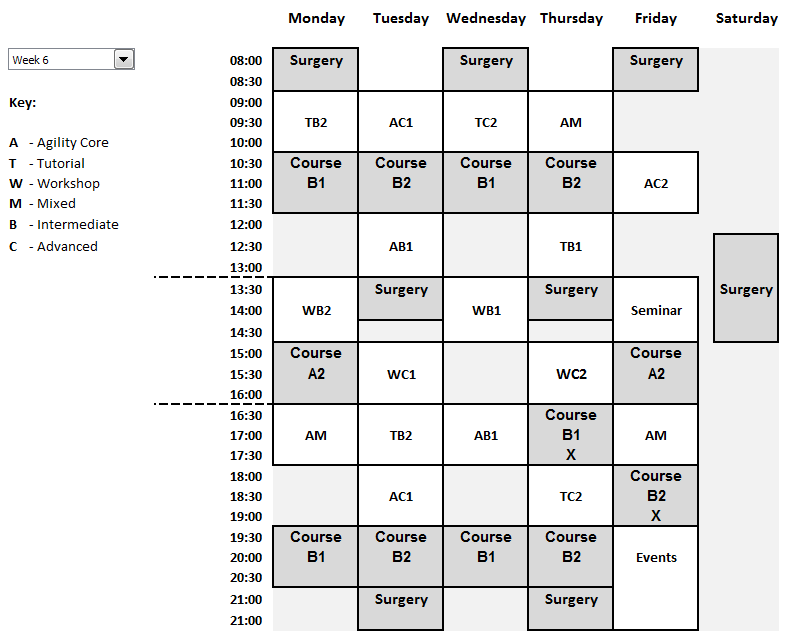 Monday Tuesday Wednesday Thursday Friday Saturday
Week 6
08:00 Surgery Surgery Surgery
08:30
Key:
09:00
09:30 TB2 AC1 TC2 AM
A - Agility Core
10:00
T - Tutorial
10:30 Course Course Course Course
W - Workshop
11:00 B1 B2 B1 B2 AC2
M - Mixed
11:30
B - Intermediate
12:00
C - Advanced
12:30 AB1 TB1
13:00
13:30 Surgery Surgery Surgery
14:00 WB2 WB1 Seminar
14:30
15:00 Course Course
15:30 A2 WC1 WC2 A2
16:00
16:30 Course
17:00 AM TB2 AB1 B1 AM
17:30 X
18:00 Course
18:30 AC1 TC2 B2
19:00 X
19:30 Course Course Course Course
20:00 B1 B2 B1 B2 Events
20:30
21:00 Surgery Surgery
21:00